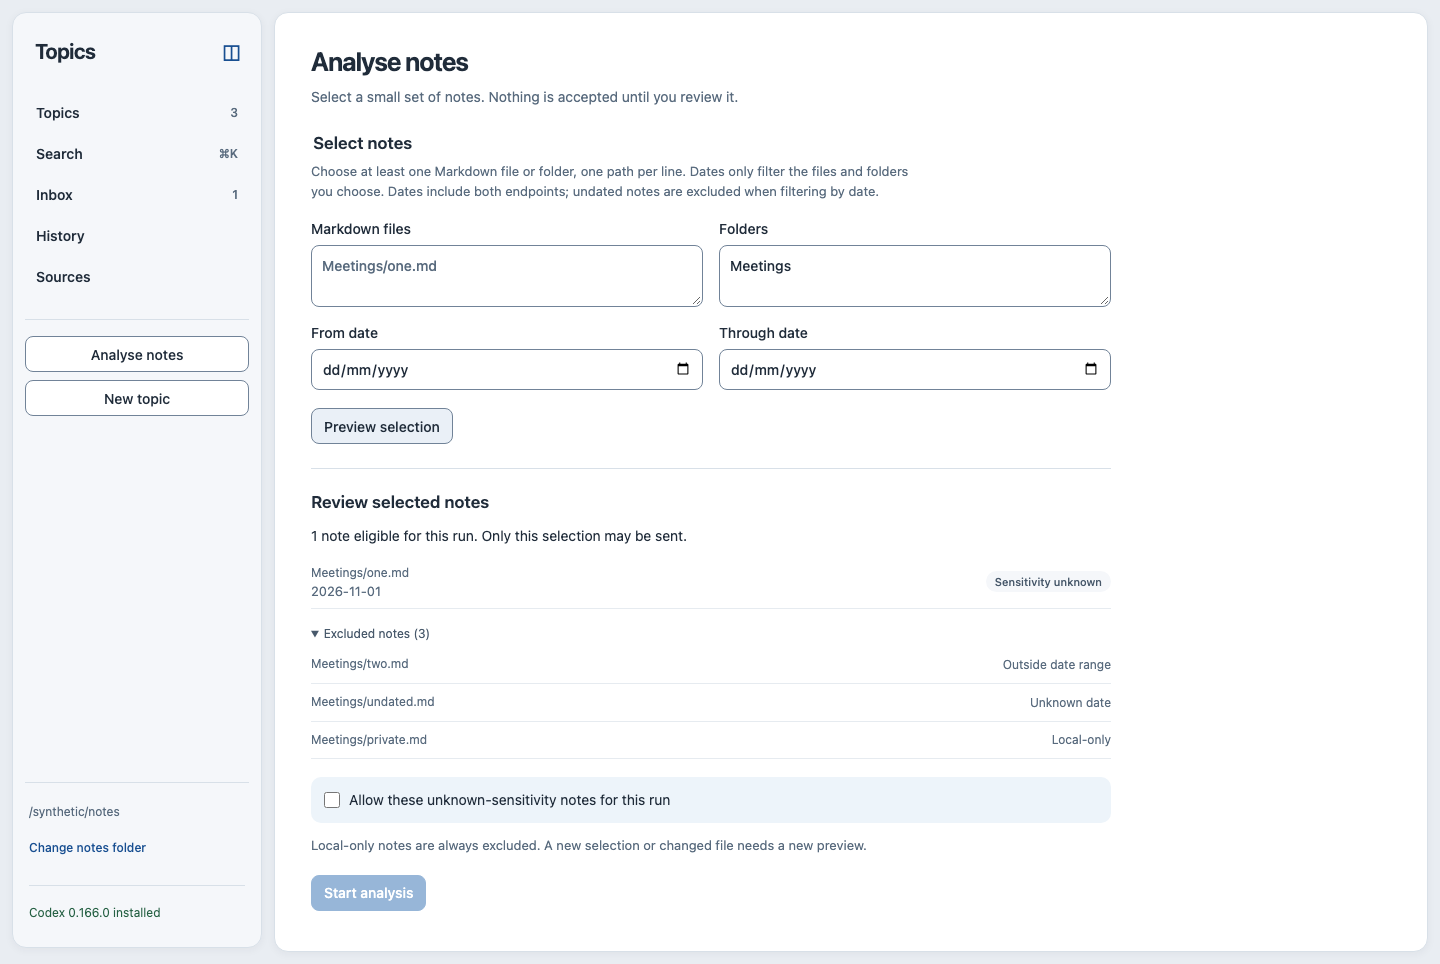 Topics
Topics 3
Search ⌘K
Inbox 1
History
Sources
Analyse notes
New topic
/synthetic/notes
Change notes folder
Codex 0.166.0 installed
Analyse notes
Select a small set of notes. Nothing is accepted until you review it.
Select notes
Choose at least one Markdown file or folder, one path per line. Dates only filter the files and folders
you choose. Dates include both endpoints; undated notes are excluded when filtering by date.
Markdown files
Meetings/one.md
Folders
Meetings
From date
dd/mm/yyyy
Through date
dd/mm/yyyy
Preview selection
Review selected notes
1 note eligible for this run. Only this selection may be sent.
Meetings/one.md
2026-11-01
Sensitivity unknown
▼ Excluded notes (3)
Meetings/two.md Outside date range
Meetings/undated.md Unknown date
Meetings/private.md Local-only
Allow these unknown-sensitivity notes for this run
Local-only notes are always excluded. A new selection or changed file needs a new preview.
Start analysis